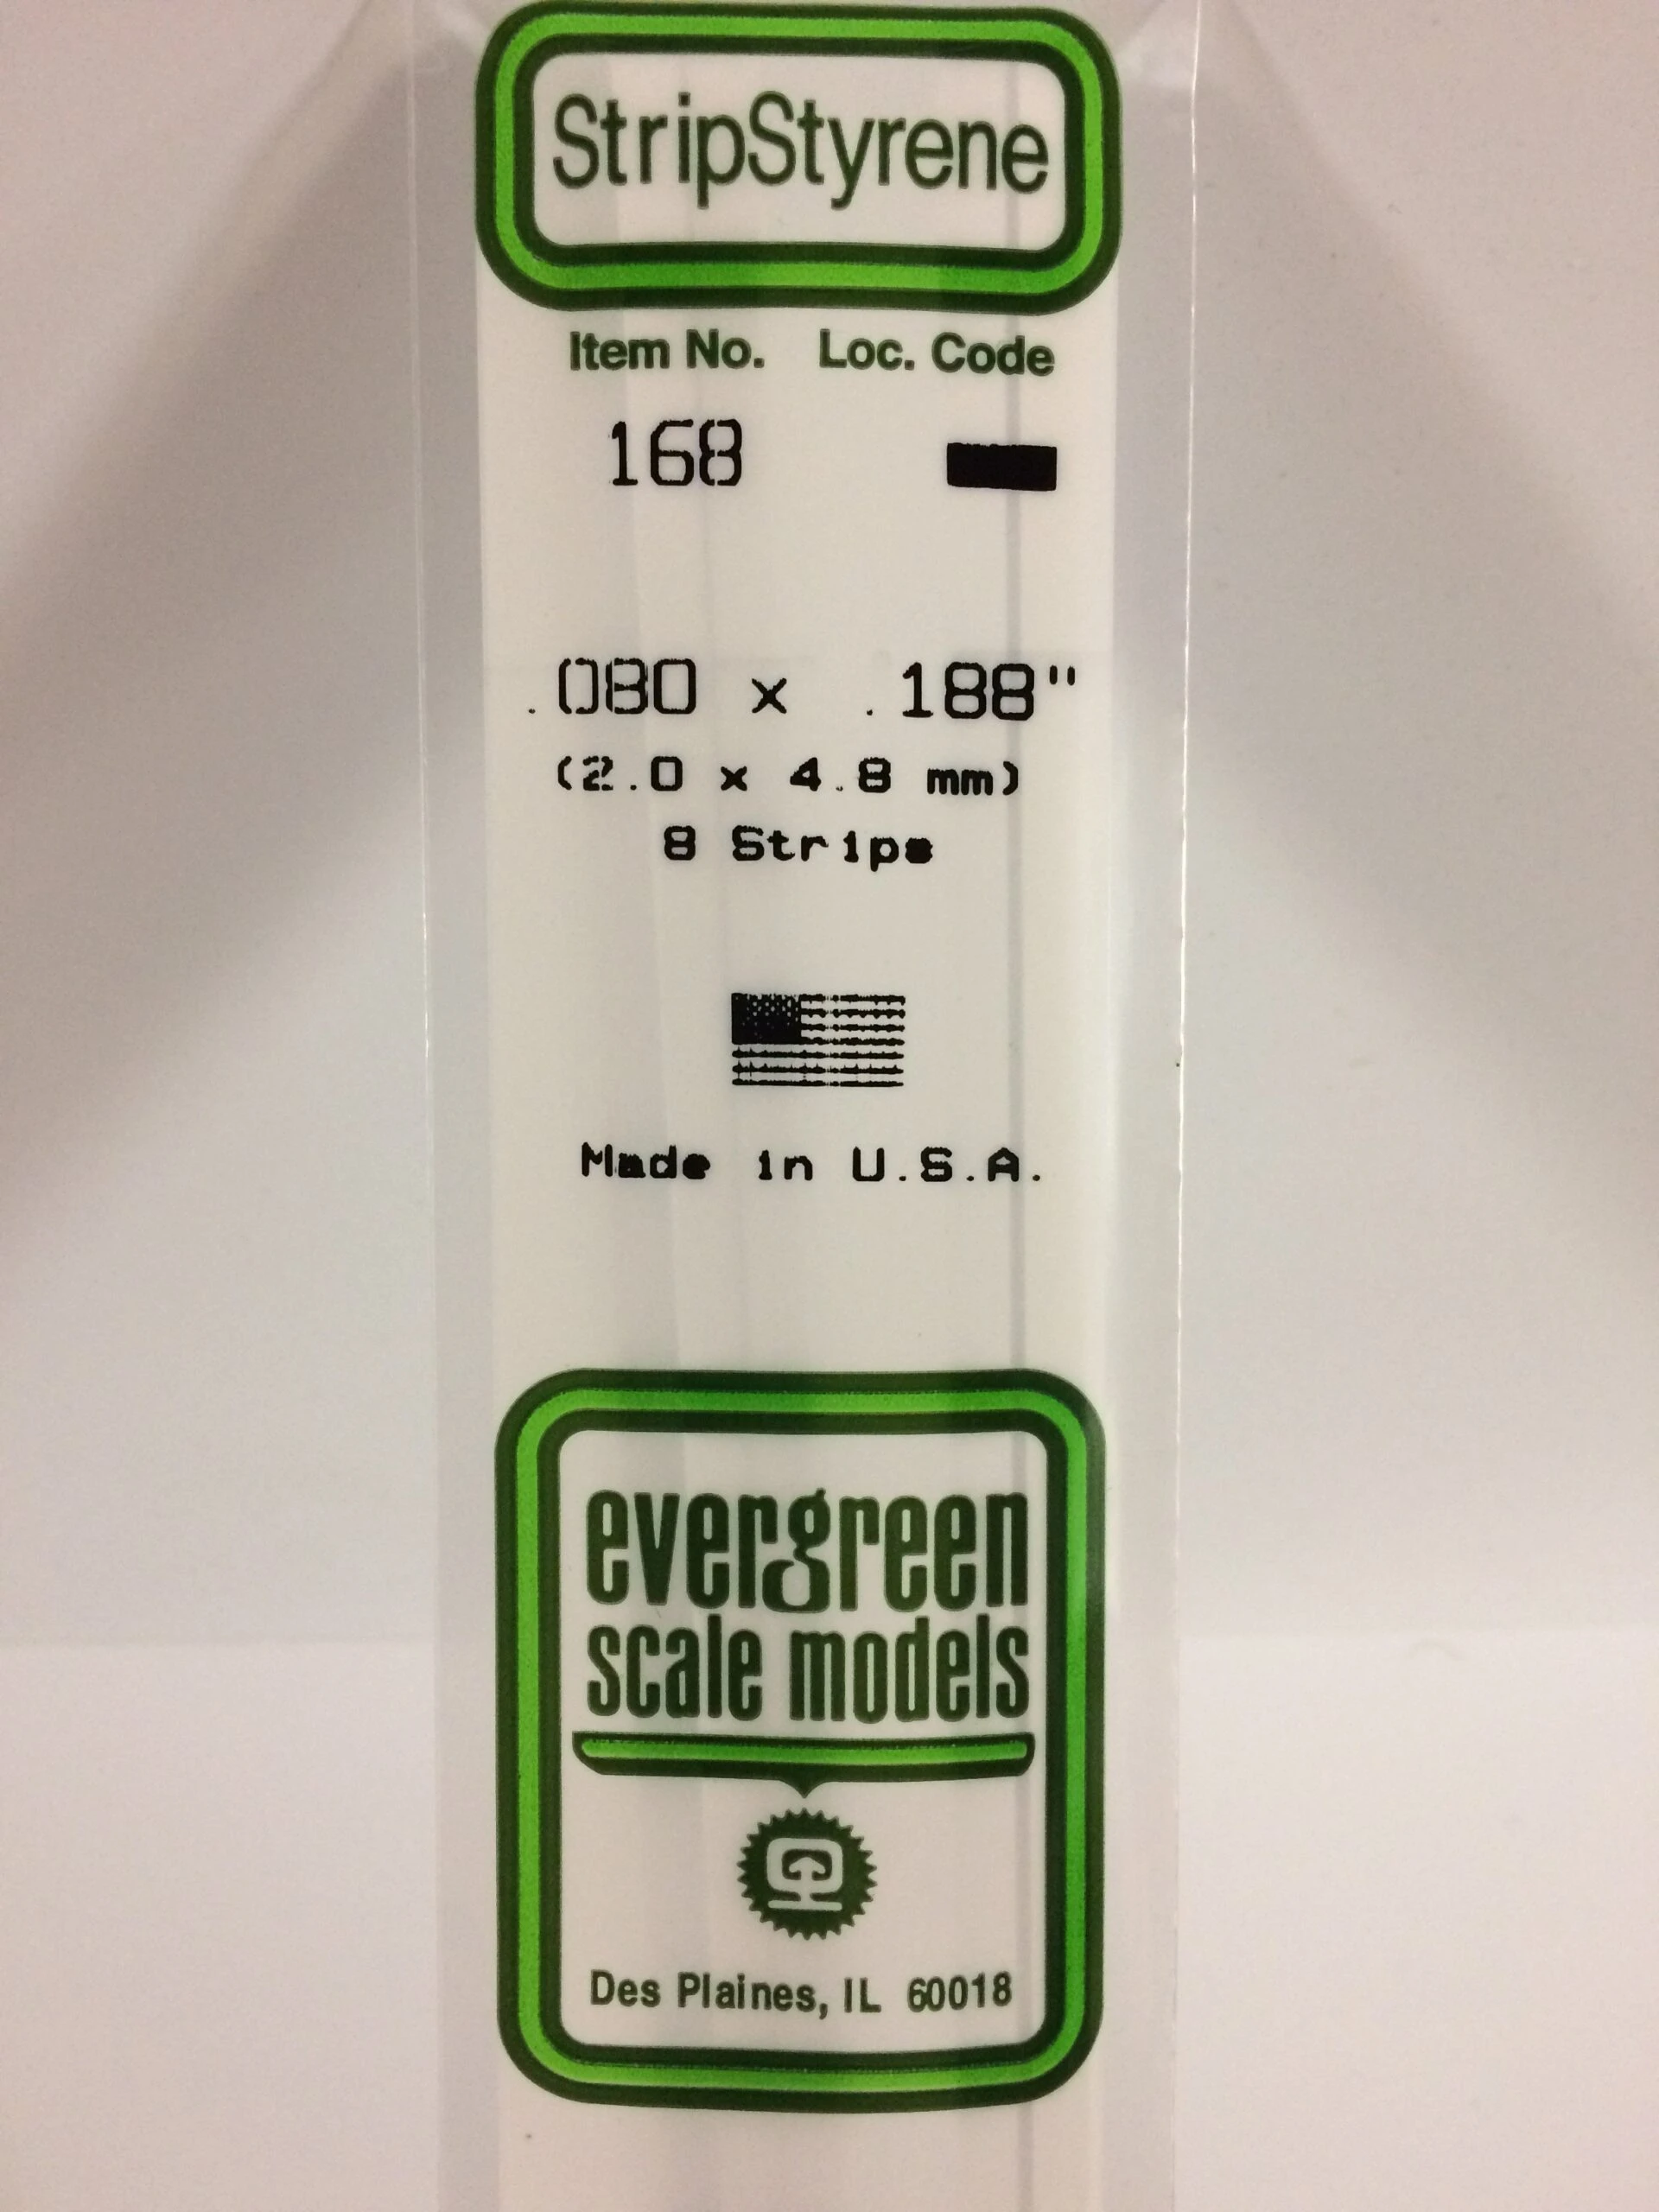 StripStyrene
Item No. Loc. Code
168
.080 x .188"
(2.0 x 4.8 mm)
8 Strips
Made in U.S.A.
evergreen
scale models
Des Plaines, IL 60018